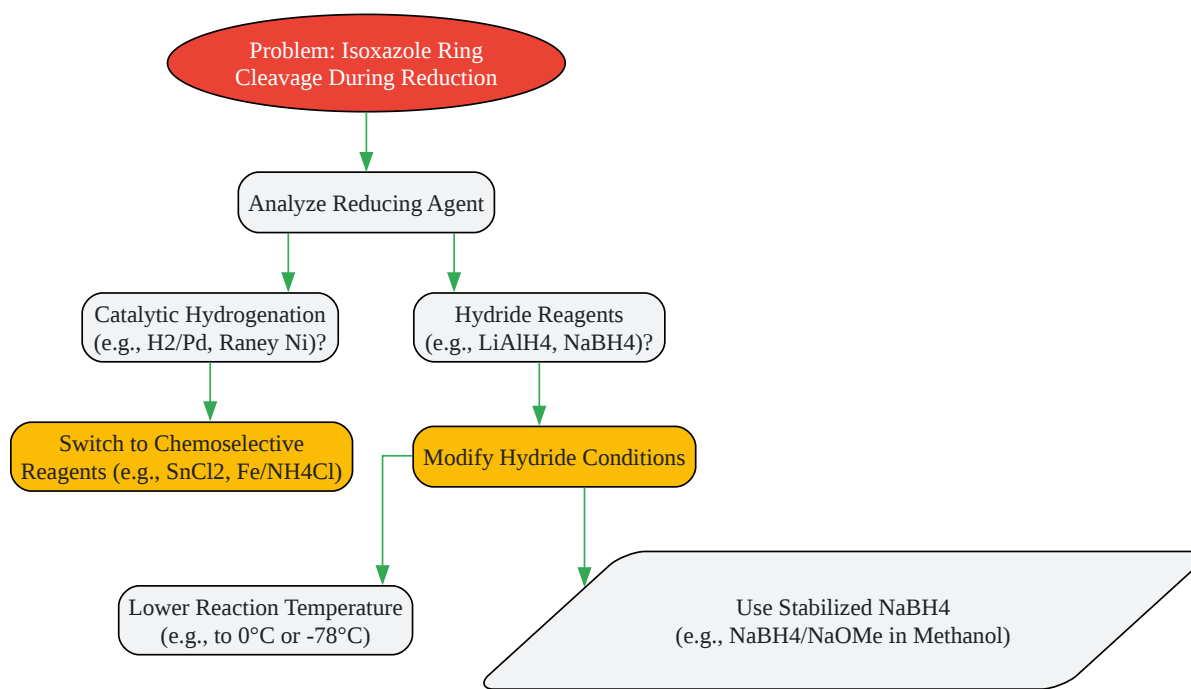 Problem: Isoxazole Ring
Cleavage During Reduction
Analyze Reducing Agent
Catalytic Hydrogenation
(e.g., H2/Pd, Raney Ni)?
Hydride Reagents
(e.g., LiAlH4, NaBH4)?
Switch to Chemoselective
Reagents (e.g., SnCl2, Fe/NH4Cl)
Modify Hydride Conditions
Lower Reaction Temperature
(e.g., to 0°C or -78°C)
Use Stabilized NaBH4
(e.g., NaBH4/NaOMe in Methanol)